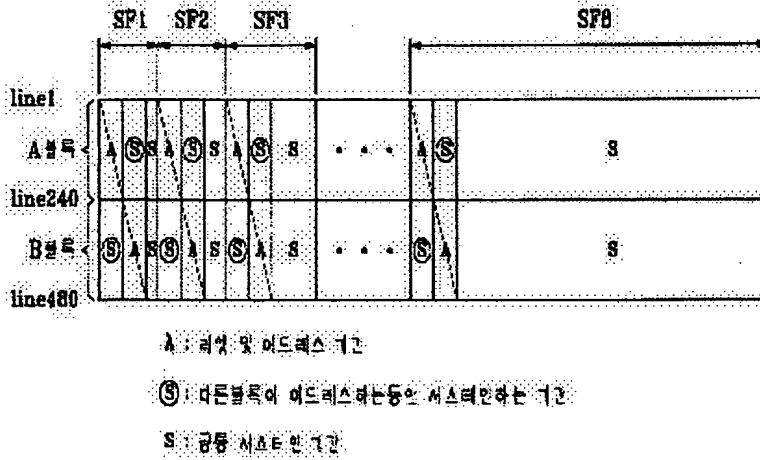 SF1 SF2 SF3 SF8
line1
A블록 A Ⓢ S A Ⓢ S A Ⓢ S • • • A Ⓢ S
line240
B블록 Ⓢ A S Ⓢ A S Ⓢ A S • • • Ⓢ A S
line480
A : 리셋 및 어드레스 기간
Ⓢ : 다른블록이 어드레스하는동안 서스테인하는 기간
S : 공통 서스테인 기간